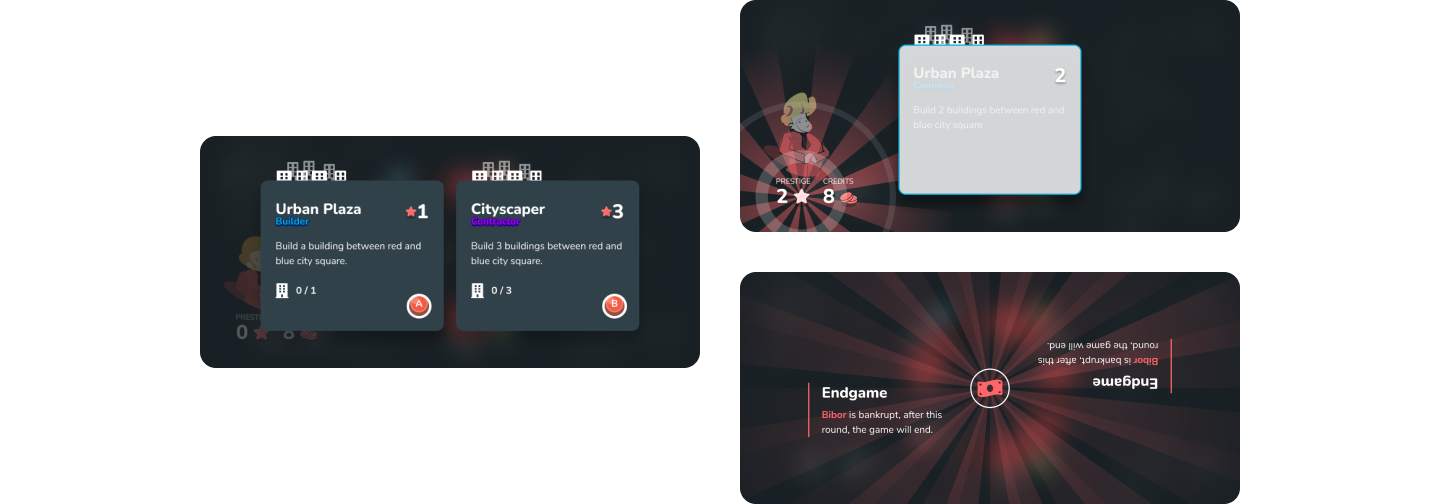 Urban Plaza
1
Builder
Build a building between red and
blue city square.
0 / 1
A
Cityscaper
3
Contractor
Build 3 buildings between red and
blue city square.
0 / 3
B
0
8
Urban Plaza
2
Common
Build 2 buildings between red and
blue city square
PRESTIGE CREDITS
2 8
Endgame
Bibor is bankrupt, after this
round, the game will end.
Endgame
Bibor is bankrupt, after this
round, the game will end.